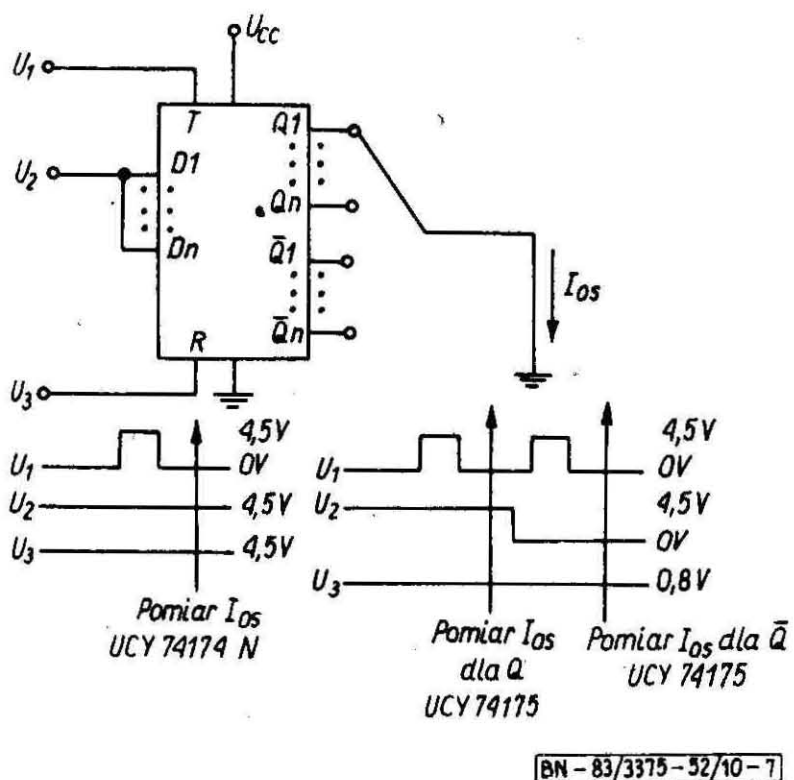 U1
UCC
T
Q1
U2
D1
Qn
Dn
Q̄1
IOS
R
Q̄n
U3
4,5V
U1 0V
U2 4,5V
U3 4,5V
Pomiar IOS
UCY 74174 N
4,5V
U1 0V
U2 4,5V
0V
U3 0,8V
Pomiar IOS
dla Q
UCY 74175
Pomiar IOS dla Q̄
UCY 74175
BN-83/3375-52/10-7